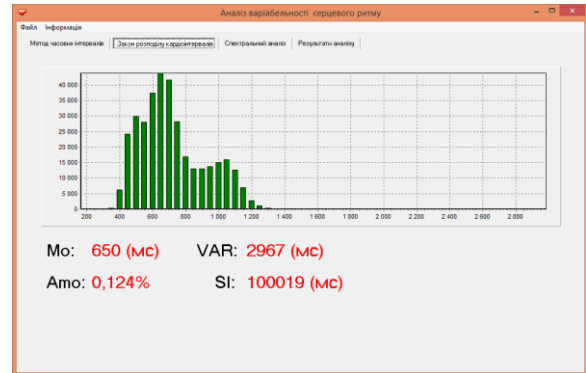 Аналіз варіабельності серцевого ритму
Файл Інформація
Метод часових інтервалів Закон розподілу кардіоінтервалів Спектральний аналіз Результати аналізу
40 000
35 000
30 000
25 000
20 000
15 000
10 000
5 000
0
200 400 600 800 1 000 1 200 1 400 1 600 1 800 2 000 2 200 2 400 2 600 2 800
Mo: 650 (мс) VAR: 2967 (мс)
Amo: 0,124% SI: 100019 (мс)